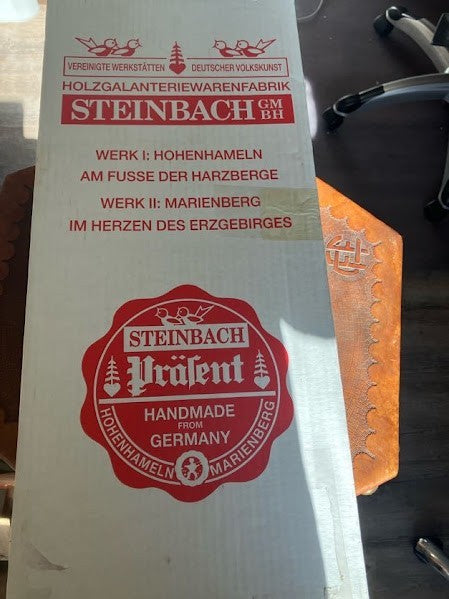 VEREINIGTE WERKSTÄTTEN DEUTSCHER VOLKSKUNST
HOLZGALANTERIEWARENFABRIK
STEINBACH GMBH
WERK I: HOHENHAMELN
AM FUSSE DER HARZBERGE
WERK II: MARIENBERG
IM HERZEN DES ERZGEBIRGES
STEINBACH
Präſent
HANDMADE
FROM
GERMANY
HOHENHAMELN MARIENBERG